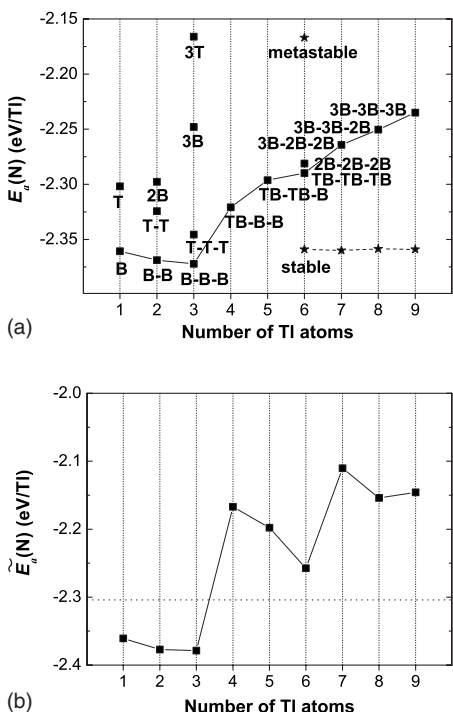 -2.15
3T
metastable
-2.20
Ea(N) (eV/Tl)
3B-3B-3B
3B
-2.25
3B-3B-2B
3B-2B-2B
2B-2B-2B
-2.30
T
2B
TB-TB-TB
T-T
TB-TB-B
TB-B-B
T-T-T
-2.35
B
B-B
B-B-B
stable
1 2 3 4 5 6 7 8 9
(a)
Number of Tl atoms
-2.0
-2.1
Ẽa(N) (eV/Tl)
-2.2
-2.3
-2.4
1 2 3 4 5 6 7 8 9
(b)
Number of Tl atoms